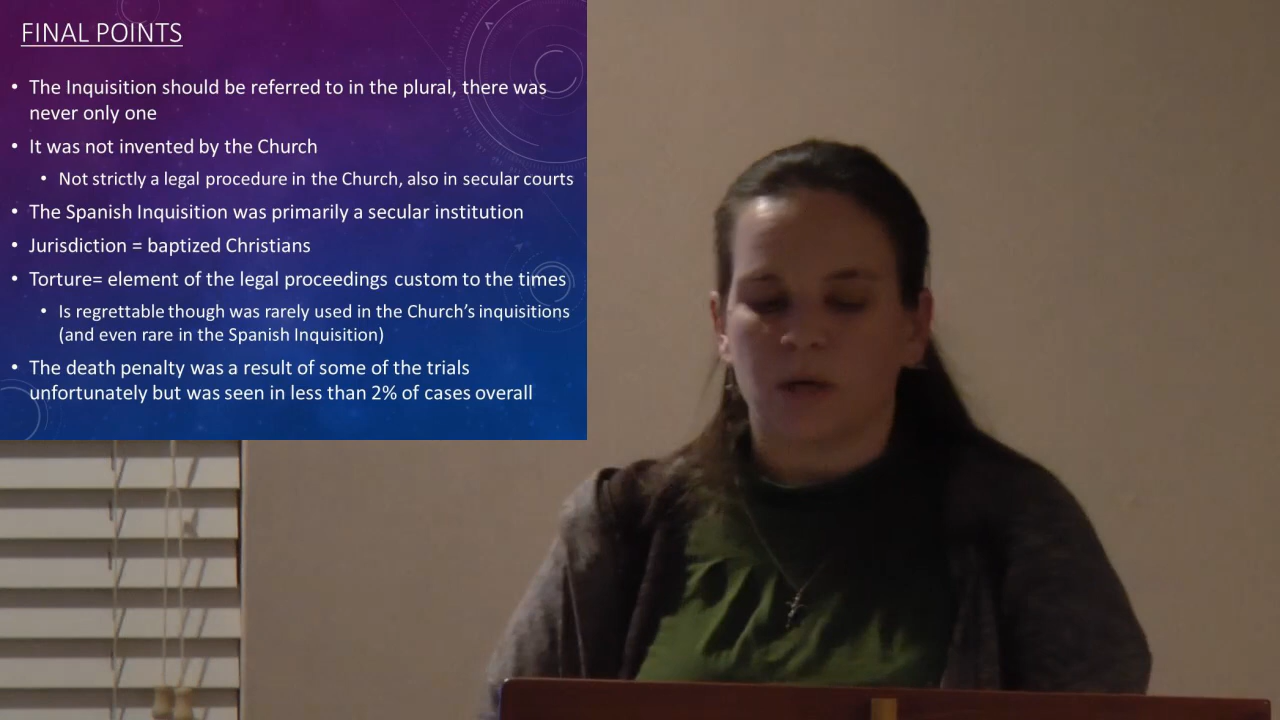 FINAL POINTS
• The Inquisition should be referred to in the plural, there was
never only one
• It was not invented by the Church
• Not strictly a legal procedure in the Church, also in secular courts
• The Spanish Inquisition was primarily a secular institution
• Jurisdiction = baptized Christians
• Torture= element of the legal proceedings custom to the times
• Is regrettable though was rarely used in the Church's inquisitions
(and even rare in the Spanish Inquisition)
• The death penalty was a result of some of the trials
unfortunately but was seen in less than 2% of cases overall